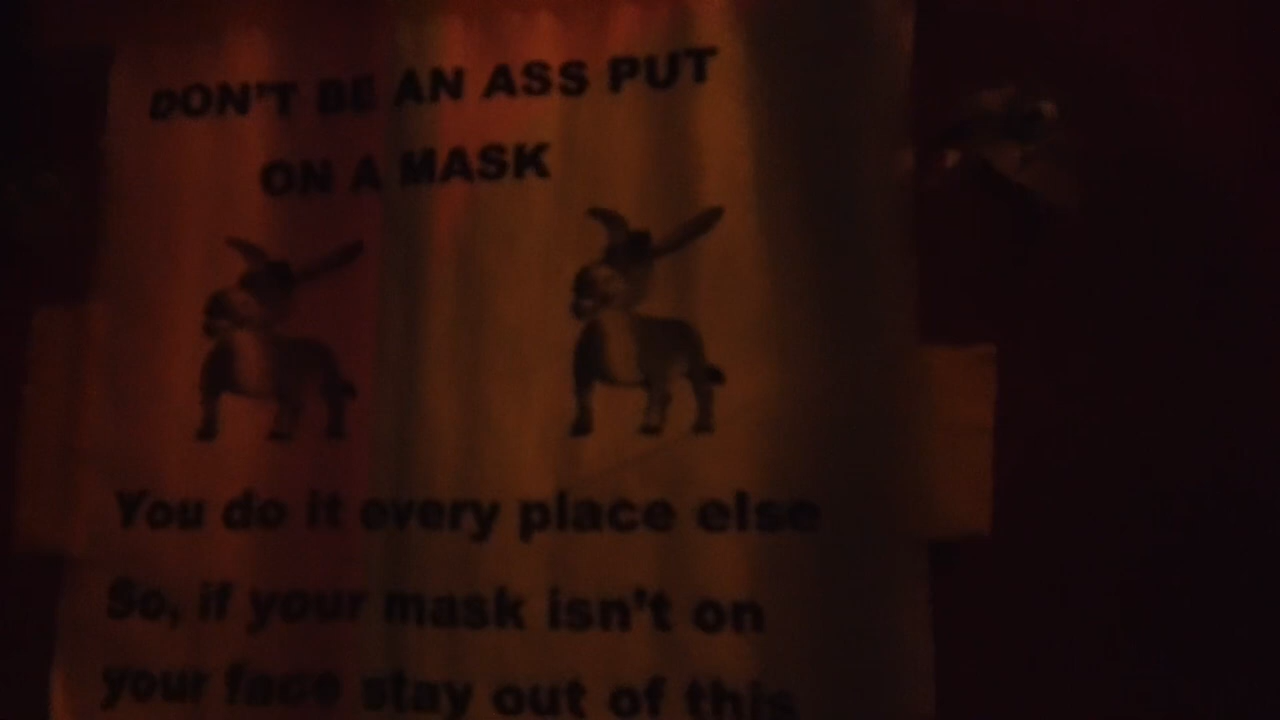 DON'T BE AN ASS PUT
ON A MASK
You do it every place else
So, if your mask isn't on
your face stay out of this